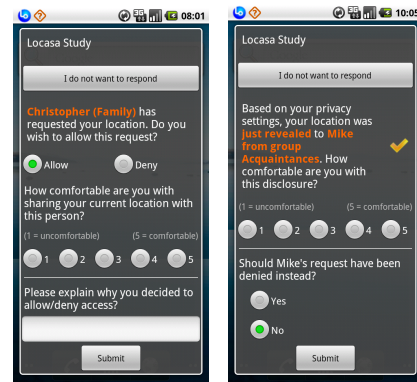 08:01
Locasa Study
I do not want to respond
Christopher (Family) has
requested your location. Do you
wish to allow this request?
Allow Deny
How comfortable are you with
sharing your current location with
this person?
(1 = uncomfortable) (5 = comfortable)
1 2 3 4 5
Please explain why you decided to
allow/deny access?
Submit
10:05
Locasa Study
I do not want to respond
Based on your privacy
settings, your location was
just revealed to Mike
from group
Acquaintances. How
comfortable are you with
this disclosure?
(1 = uncomfortable) (5 = comfortable)
1 2 3 4 5
Should Mike's request have been
denied instead?
Yes
No
Submit